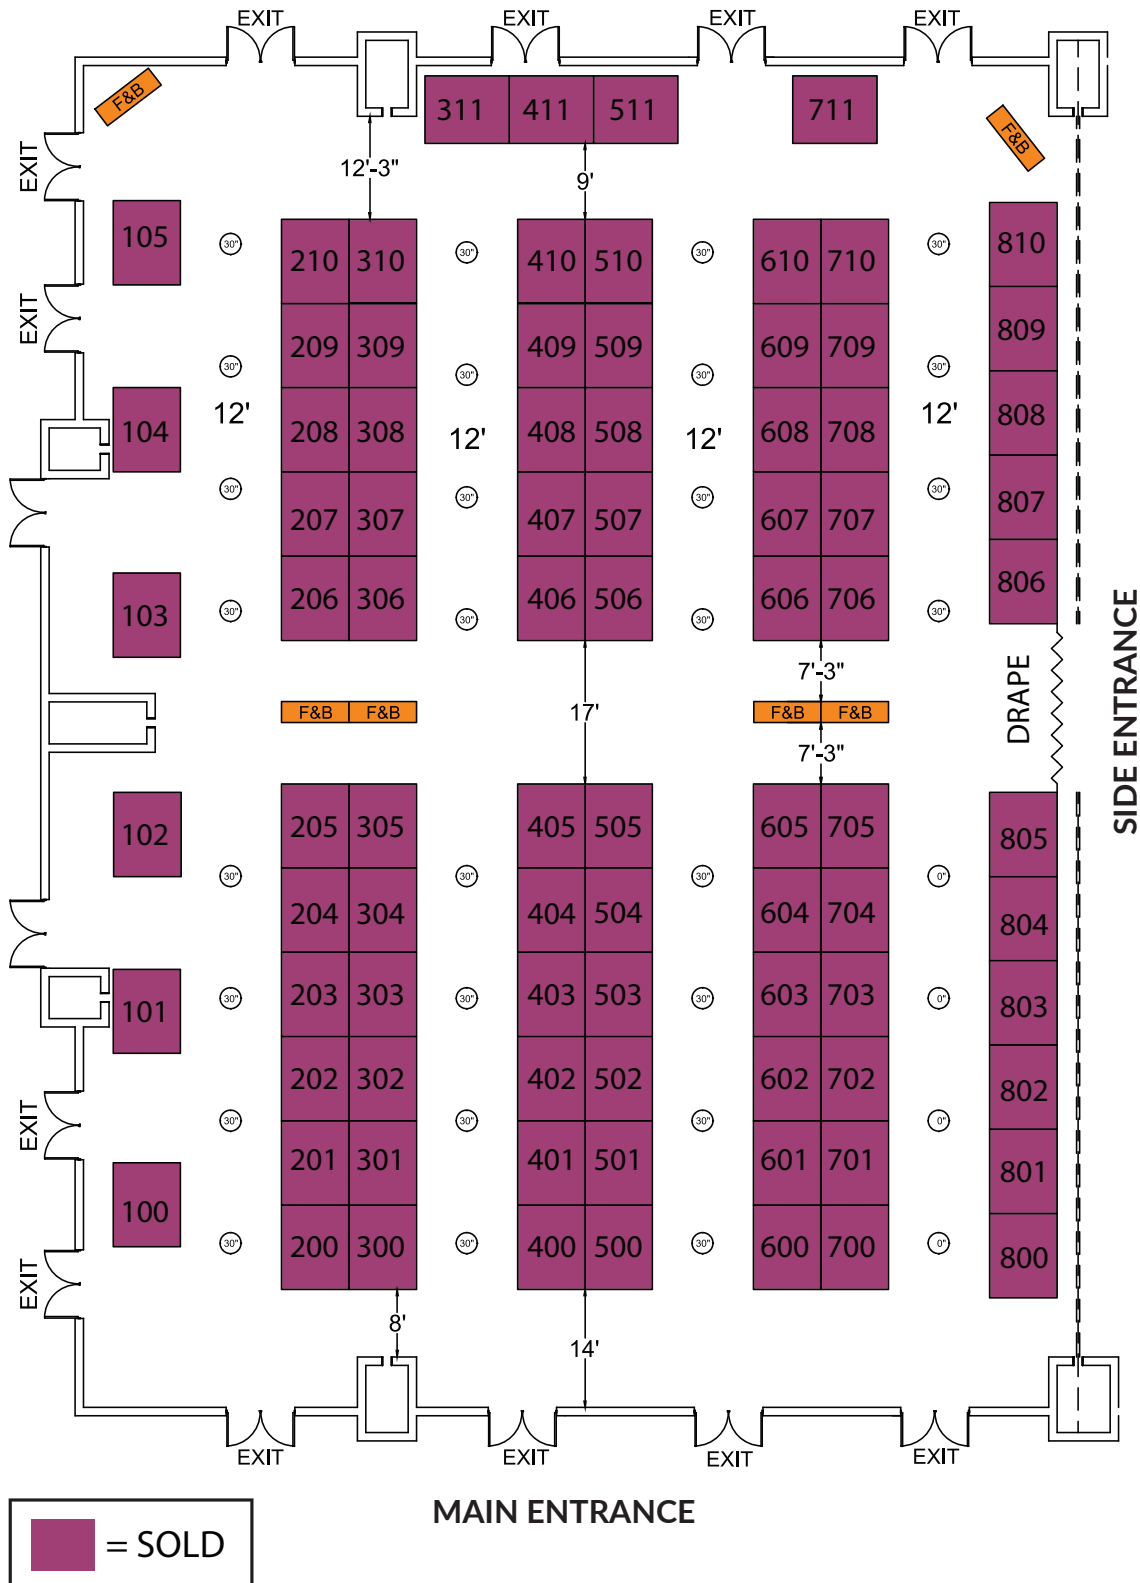 EXIT EXIT EXIT EXIT
F&B
311 411 511 711
F&B
EXIT
12'-3"
9'
105
30" 30" 30" 30"
210 310 410 510 610 710 810
EXIT
209 309 409 509 609 709 809
30" 30" 30" 30"
104 12' 208 308 12' 408 508 12' 608 708 12' 808
30" 30" 30" 30"
207 307 407 507 607 707 807
103
206 306 406 506 606 706 806
30" 30" 30" 30"
7'-3"
F&B F&B 17' F&B F&B
DRAPE
SIDE ENTRANCE
7'-3"
102 205 305 405 505 605 705 805
30" 30" 30" 0"
204 304 404 504 604 704 804
101 203 303 403 503 603 703 803
30" 30" 30" 0"
202 302 402 502 602 702 802
EXIT
30" 30" 30" 0"
201 301 401 501 601 701 801
100
200 300 400 500 600 700 800
30" 30" 30" 0"
EXIT
8'
14'
EXIT EXIT EXIT EXIT
MAIN ENTRANCE
= SOLD